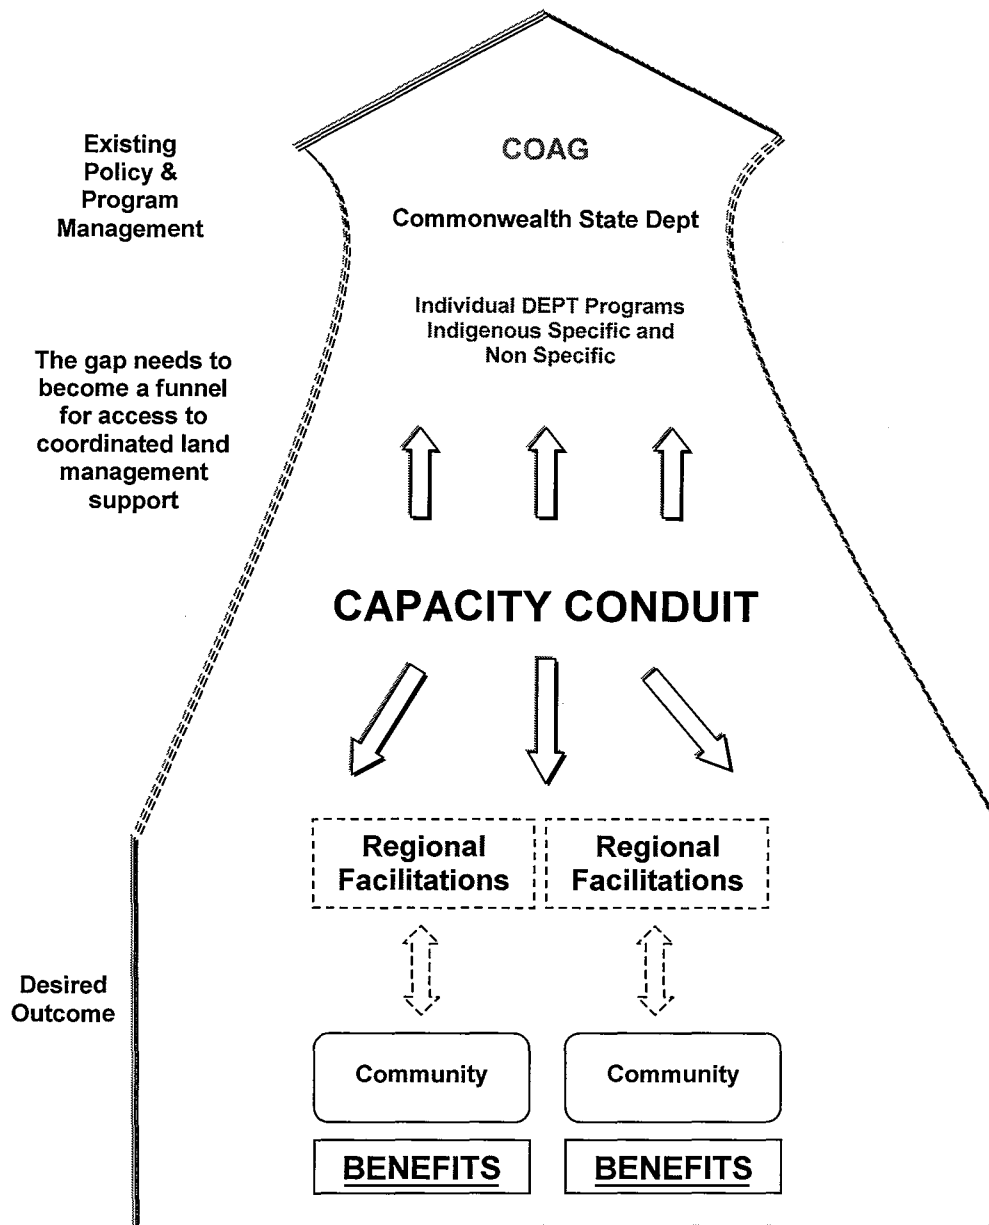 Existing
Policy &
Program
Management
COAG
Commonwealth State Dept
Individual DEPT Programs
Indigenous Specific and
Non Specific
The gap needs to
become a funnel
for access to
coordinated land
management
support
CAPACITY CONDUIT
Regional
Facilitations
Regional
Facilitations
Desired
Outcome
Community
Community
BENEFITS
BENEFITS